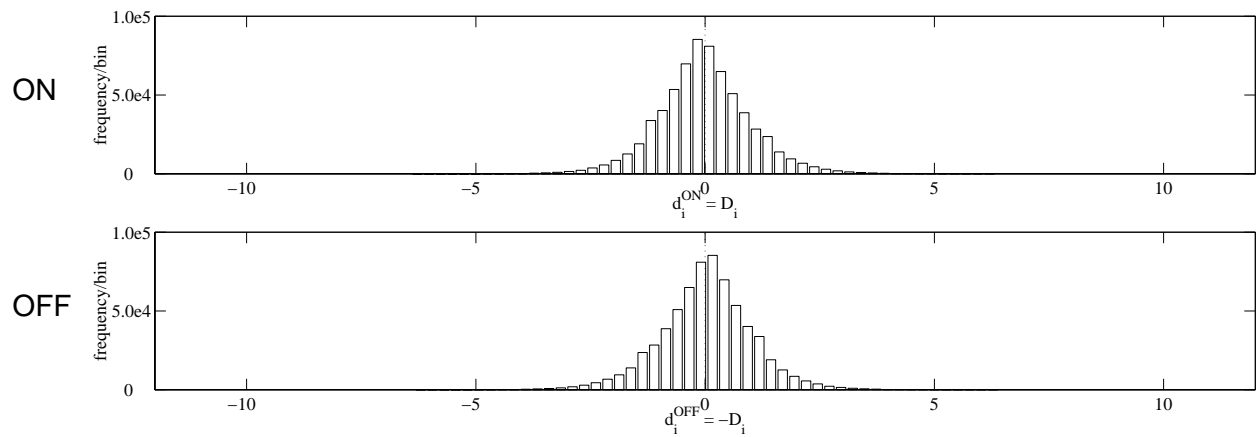 1.0e5
ON
frequency/bin
5.0e4
0
−10
−5
0
5
10
d_i^ON = D_i
1.0e5
OFF
frequency/bin
5.0e4
0
−10
−5
0
5
10
d_i^OFF = −D_i